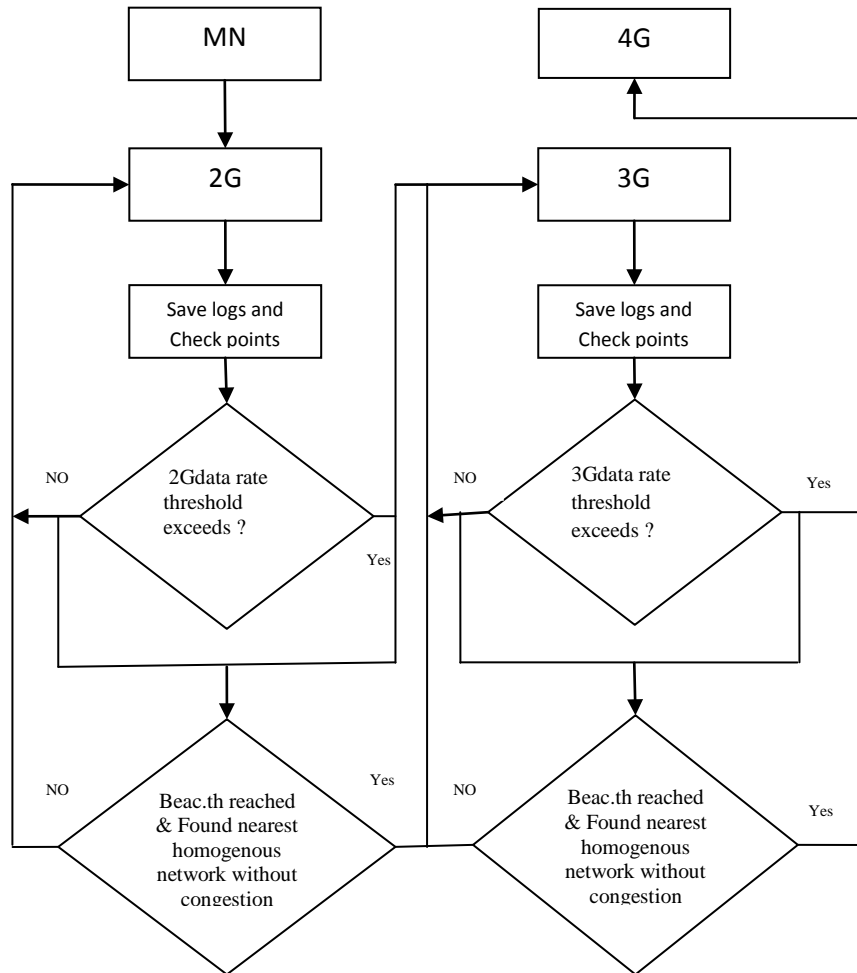 MN
2G
Save logs and
Check points
NO
2Gdata rate
threshold
exceeds ?
Yes
NO
Yes
Beac.th reached
& Found nearest
homogenous
network without
congestion
4G
3G
Save logs and
Check points
NO
3Gdata rate
threshold
exceeds ?
Yes
NO
Beac.th reached
& Found nearest
homogenous
network without
congestion
Yes